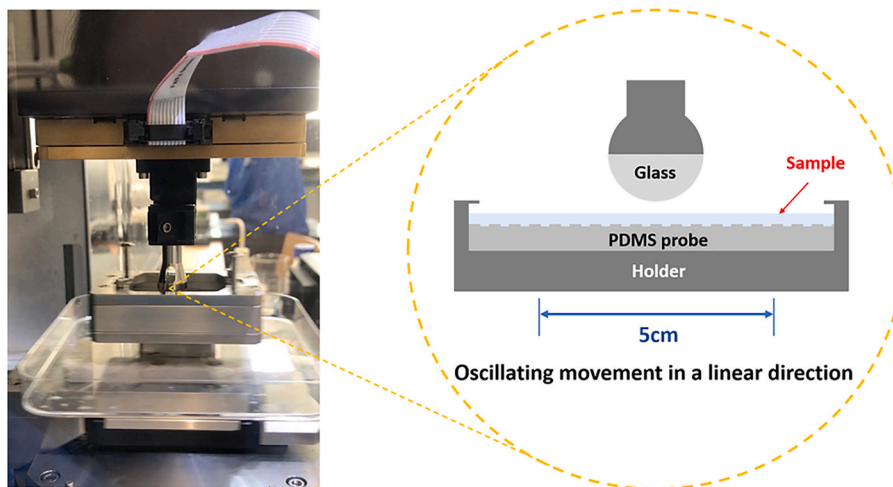 Glass
Sample
PDMS probe
Holder
5cm
Oscillating movement in a linear direction